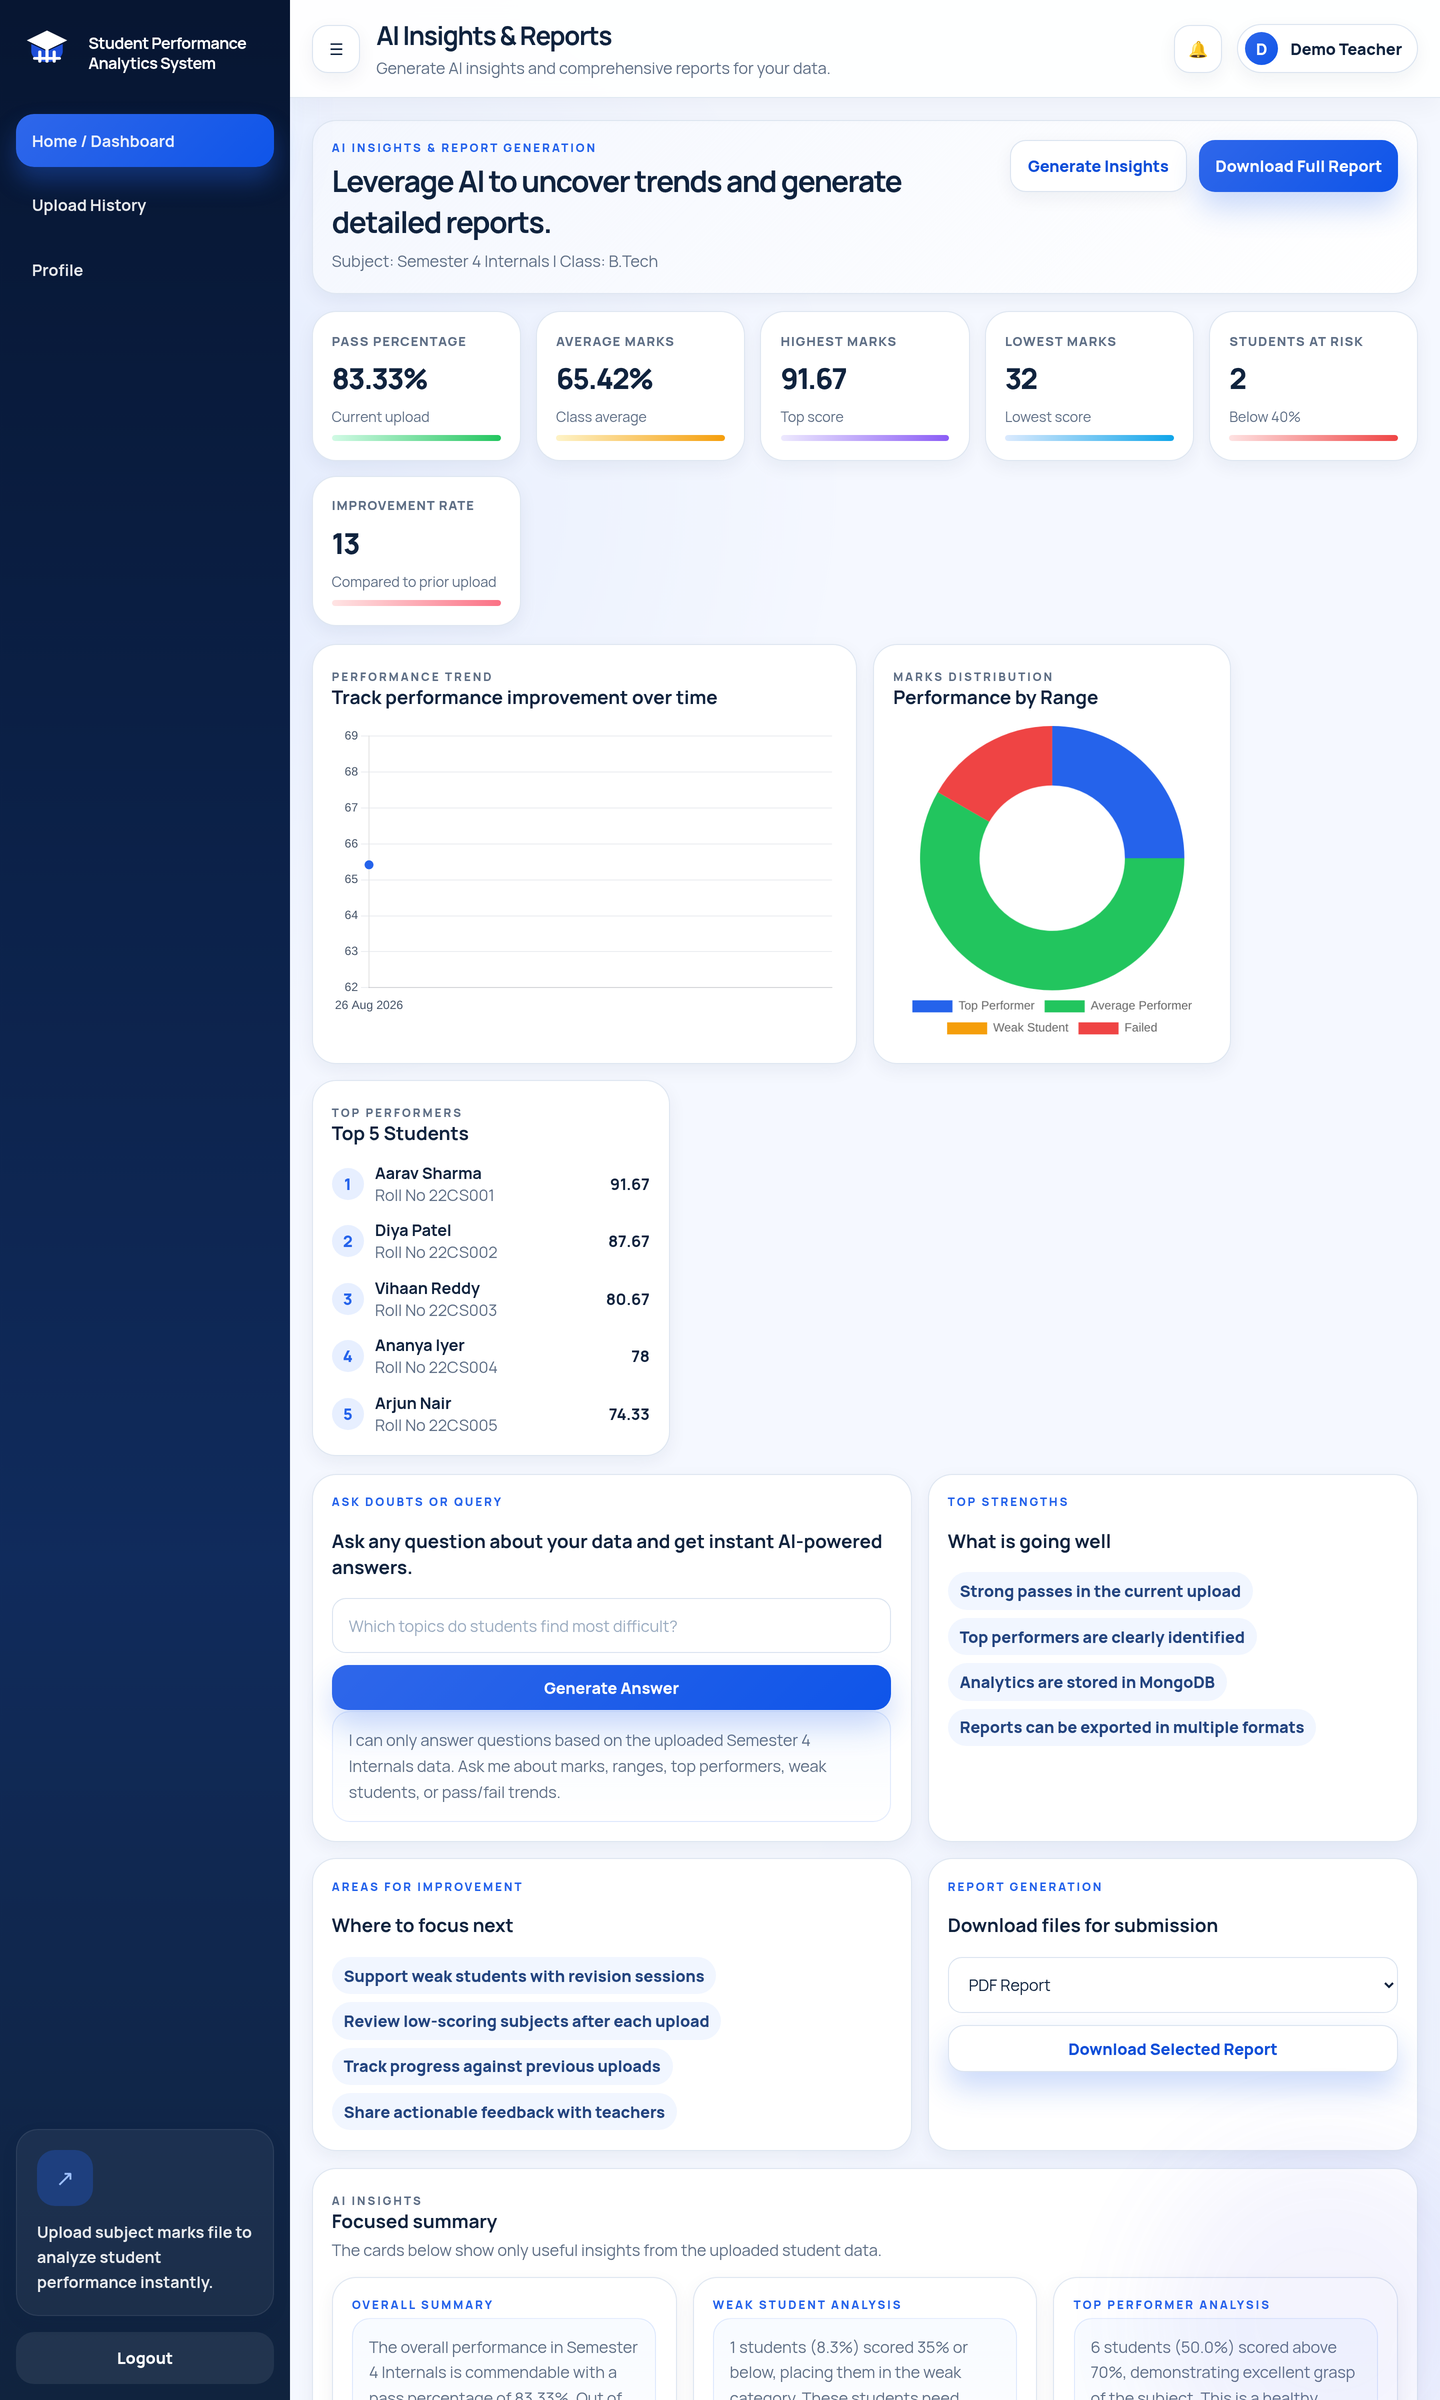 Student Performance
Analytics System
Home / Dashboard
Upload History
Profile
Upload subject marks file to
analyze student
performance instantly.
Logout
AI Insights & Reports
Generate AI insights and comprehensive reports for your data.
D
Demo Teacher
AI INSIGHTS & REPORT GENERATION
Leverage AI to uncover trends and generate
detailed reports.
Subject: Semester 4 Internals | Class: B.Tech
Generate Insights
Download Full Report
PASS PERCENTAGE
83.33%
Current upload
AVERAGE MARKS
65.42%
Class average
HIGHEST MARKS
91.67
Top score
LOWEST MARKS
32
Lowest score
STUDENTS AT RISK
2
Below 40%
IMPROVEMENT RATE
13
Compared to prior upload
PERFORMANCE TREND
Track performance improvement over time
69
68
67
66
65
64
63
62
26 Aug 2026
MARKS DISTRIBUTION
Performance by Range
Top Performer
Average Performer
Weak Student
Failed
TOP PERFORMERS
Top 5 Students
1
Aarav Sharma
Roll No 22CS001
91.67
2
Diya Patel
Roll No 22CS002
87.67
3
Vihaan Reddy
Roll No 22CS003
80.67
4
Ananya Iyer
Roll No 22CS004
78
5
Arjun Nair
Roll No 22CS005
74.33
ASK DOUBTS OR QUERY
Ask any question about your data and get instant AI-powered
answers.
Which topics do students find most difficult?
Generate Answer
I can only answer questions based on the uploaded Semester 4
Internals data. Ask me about marks, ranges, top performers, weak
students, or pass/fail trends.
TOP STRENGTHS
What is going well
Strong passes in the current upload
Top performers are clearly identified
Analytics are stored in MongoDB
Reports can be exported in multiple formats
AREAS FOR IMPROVEMENT
Where to focus next
Support weak students with revision sessions
Review low-scoring subjects after each upload
Track progress against previous uploads
Share actionable feedback with teachers
REPORT GENERATION
Download files for submission
PDF Report
Download Selected Report
AI INSIGHTS
Focused summary
The cards below show only useful insights from the uploaded student data.
OVERALL SUMMARY
The overall performance in Semester
4 Internals is commendable with a
pass percentage of 83.33%. Out of
WEAK STUDENT ANALYSIS
1 students (8.3%) scored 35% or
below, placing them in the weak
category. These students need
TOP PERFORMER ANALYSIS
6 students (50.0%) scored above
70%, demonstrating excellent grasp
of the subject. This is a healthy